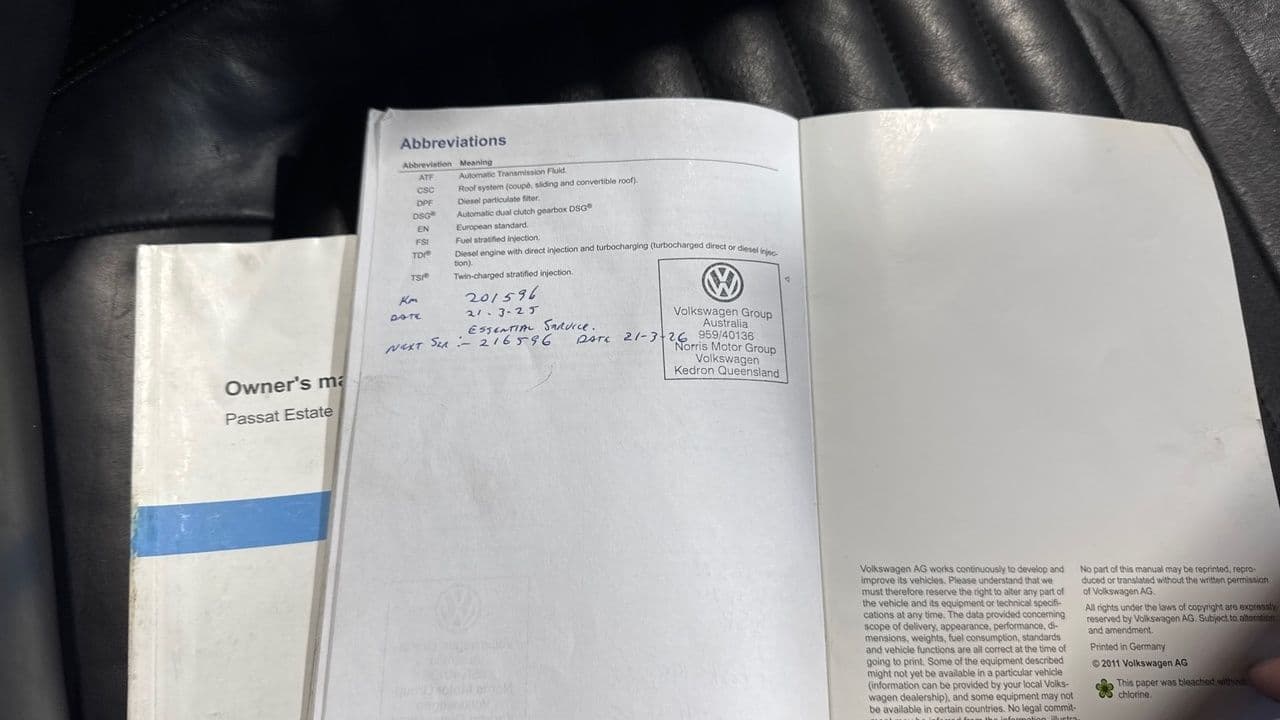 Abbreviations
Abbreviation Meaning
ATF Automatic Transmission Fluid.
CSC Roof system (coupé, sliding and convertible roof).
DPF Diesel particulate filter.
DSG® Automatic dual clutch gearbox DSG®
EN European standard.
FSI Fuel stratified injection.
TDI® Diesel engine with direct injection and turbocharging (turbocharged direct or diesel injec-
tion).
TSI® Twin-charged stratified injection.
Km 201596
DATE 21.3-25
ESSENTIAL SERVICE.
NEXT SER :- 216596 DATE 21-3-26
Volkswagen Group
Australia
959/40136
Norris Motor Group
Volkswagen
Kedron Queensland
Owner's ma
Passat Estate
Volkswagen AG works continuously to develop and
improve its vehicles. Please understand that we
must therefore reserve the right to alter any part of
the vehicle and its equipment or technical specifi-
cations at any time. The data provided concerning
scope of delivery, appearance, performance, di-
mensions, weights, fuel consumption, standards
and vehicle functions are all correct at the time of
going to print. Some of the equipment described
might not yet be available in a particular vehicle
(information can be provided by your local Volks-
wagen dealership), and some equipment may not
be available in certain countries. No legal commit-
No part of this manual may be reprinted, repro-
duced or translated without the written permission
of Volkswagen AG.
All rights under the laws of copyright are expressly
reserved by Volkswagen AG. Subject to alteration
and amendment.
Printed in Germany
© 2011 Volkswagen AG
This paper was bleached without
chlorine.